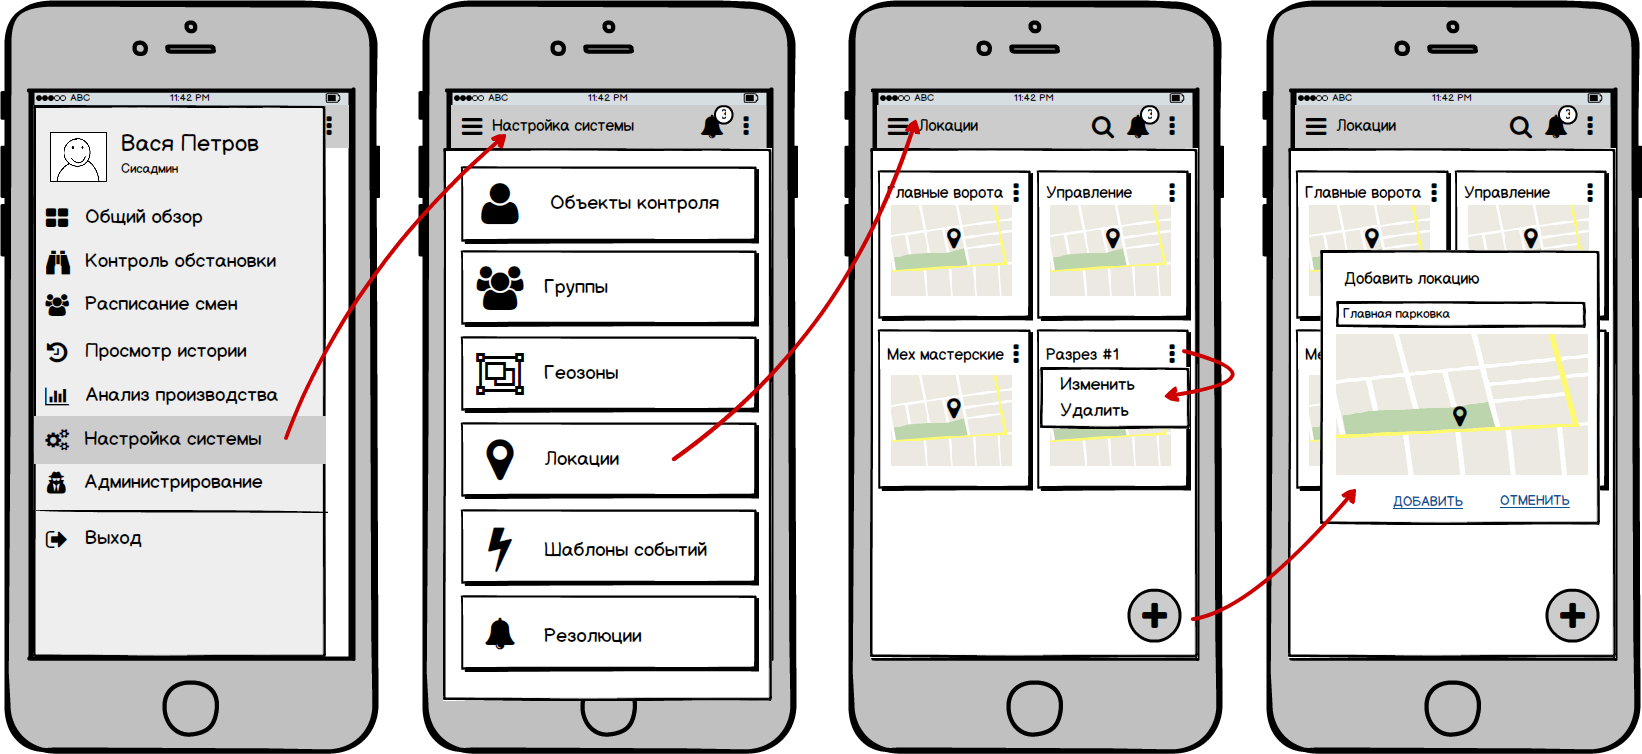 ABC 11:42 PM
Вася Петров
Сисадмин
Общий обзор
Контроль обстановки
Расписание смен
Просмотр истории
Анализ производства
Настройка системы
Администрирование
Выход
ABC 11:42 PM
Настройка системы 3
Объекты контроля
Группы
Геозоны
Локации
Шаблоны событий
Резолюции
ABC 11:42 PM
Локации 3
Главные ворота Управление
Мех мастерские Разрез #1
Изменить
Удалить
ABC 11:42 PM
Локации 3
Главные ворота Управление
Ме
Добавить локацию
Главная парковка
ДОБАВИТЬ ОТМЕНИТЬ